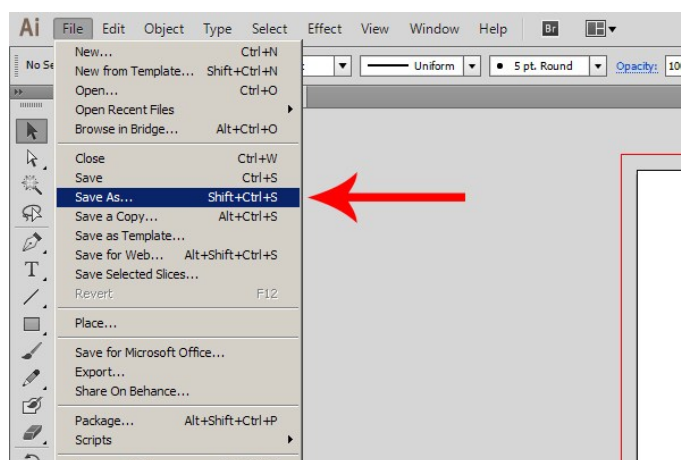 Ai File Edit Object Type Select Effect View Window Help Br
No Se Uniform 5 pt. Round Opacity: 10
New... Ctrl+N
New from Template... Shift+Ctrl+N
Open... Ctrl+O
Open Recent Files
Browse in Bridge... Alt+Ctrl+O
Close Ctrl+W
Save Ctrl+S
Save As... Shift+Ctrl+S
Save a Copy... Alt+Ctrl+S
Save as Template...
Save for Web... Alt+Shift+Ctrl+S
Save Selected Slices...
Revert F12
Place...
Save for Microsoft Office...
Export...
Share On Behance...
Package... Alt+Shift+Ctrl+P
Scripts